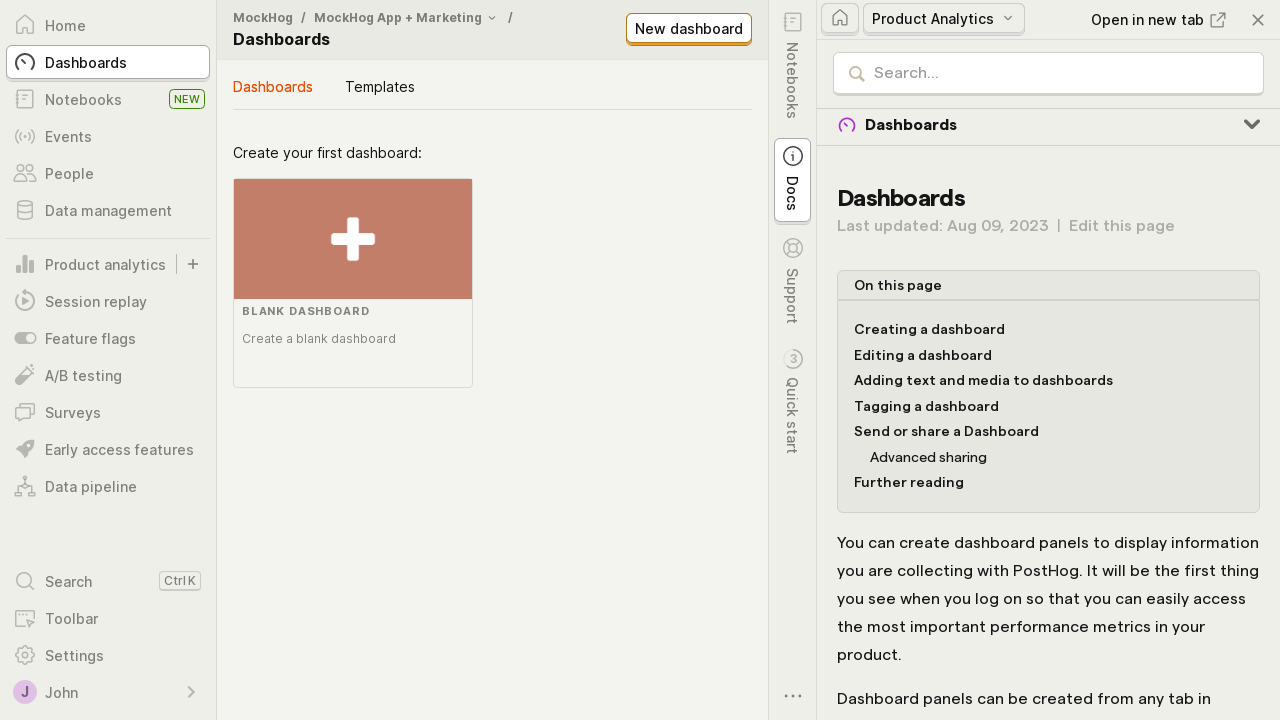 Home
Dashboards
Notebooks
NEW
Events
People
Data management
Product analytics
Session replay
Feature flags
A/B testing
Surveys
Early access features
Data pipeline
Search
Ctrl K
Toolbar
Settings
J
John
MockHog / MockHog App + Marketing /
Dashboards
New dashboard
Dashboards
Templates
Create your first dashboard:
BLANK DASHBOARD
Create a blank dashboard
Notebooks
Docs
Support
3
Quick start
Product Analytics
Open in new tab
Search...
Dashboards
Dashboards
Last updated: Aug 09, 2023 | Edit this page
On this page
Creating a dashboard
Editing a dashboard
Adding text and media to dashboards
Tagging a dashboard
Send or share a Dashboard
Advanced sharing
Further reading
You can create dashboard panels to display information
you are collecting with PostHog. It will be the first thing
you see when you log on so that you can easily access
the most important performance metrics in your
product.
Dashboard panels can be created from any tab in